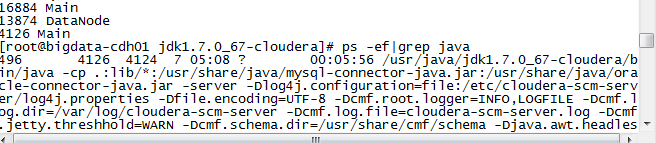 16884 Main
13874 DataNode
4126 Main
[root@bigdata-cdh01 jdk1.7.0_67-cloudera]# ps -ef|grep java
496       4126  4124  7 05:08 ?        00:05:56 /usr/java/jdk1.7.0_67-cloudera/b
in/java -cp .:lib/*:/usr/share/java/mysql-connector-java.jar:/usr/share/java/ora
cle-connector-java.jar -server -Dlog4j.configuration=file:/etc/cloudera-scm-serv
er/log4j.properties -Dfile.encoding=UTF-8 -Dcmf.root.logger=INFO,LOGFILE -Dcmf.l
og.dir=/var/log/cloudera-scm-server -Dcmf.log.file=cloudera-scm-server.log -Dcmf
.jetty.threshhold=WARN -Dcmf.schema.dir=/usr/share/cmf/schema -Djava.awt.headles